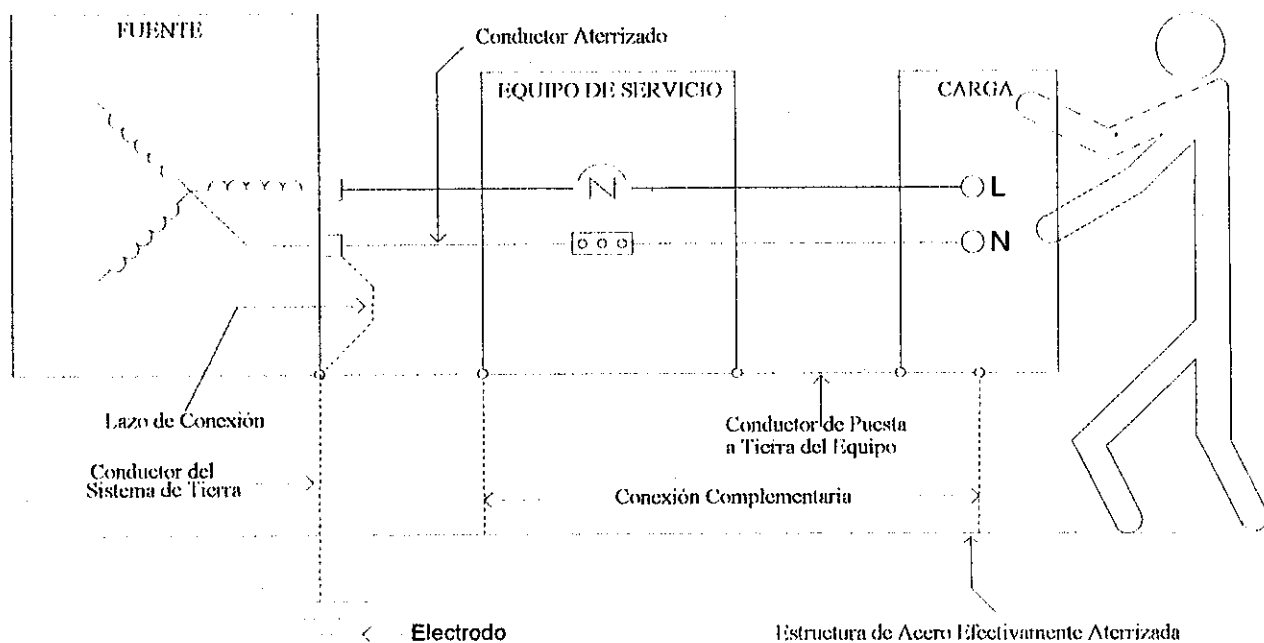 FUENTE
Conductor Aterrizado
EQUIPO DE SERVICIO
CARGA
L
N
Lazo de Conexión
Conductor de Puesta
a Tierra del Equipo
Conductor del
Sistema de Tierra
Conexión Complementaria
Electrodo
Estructura de Acero Efectivamente Aterrizada